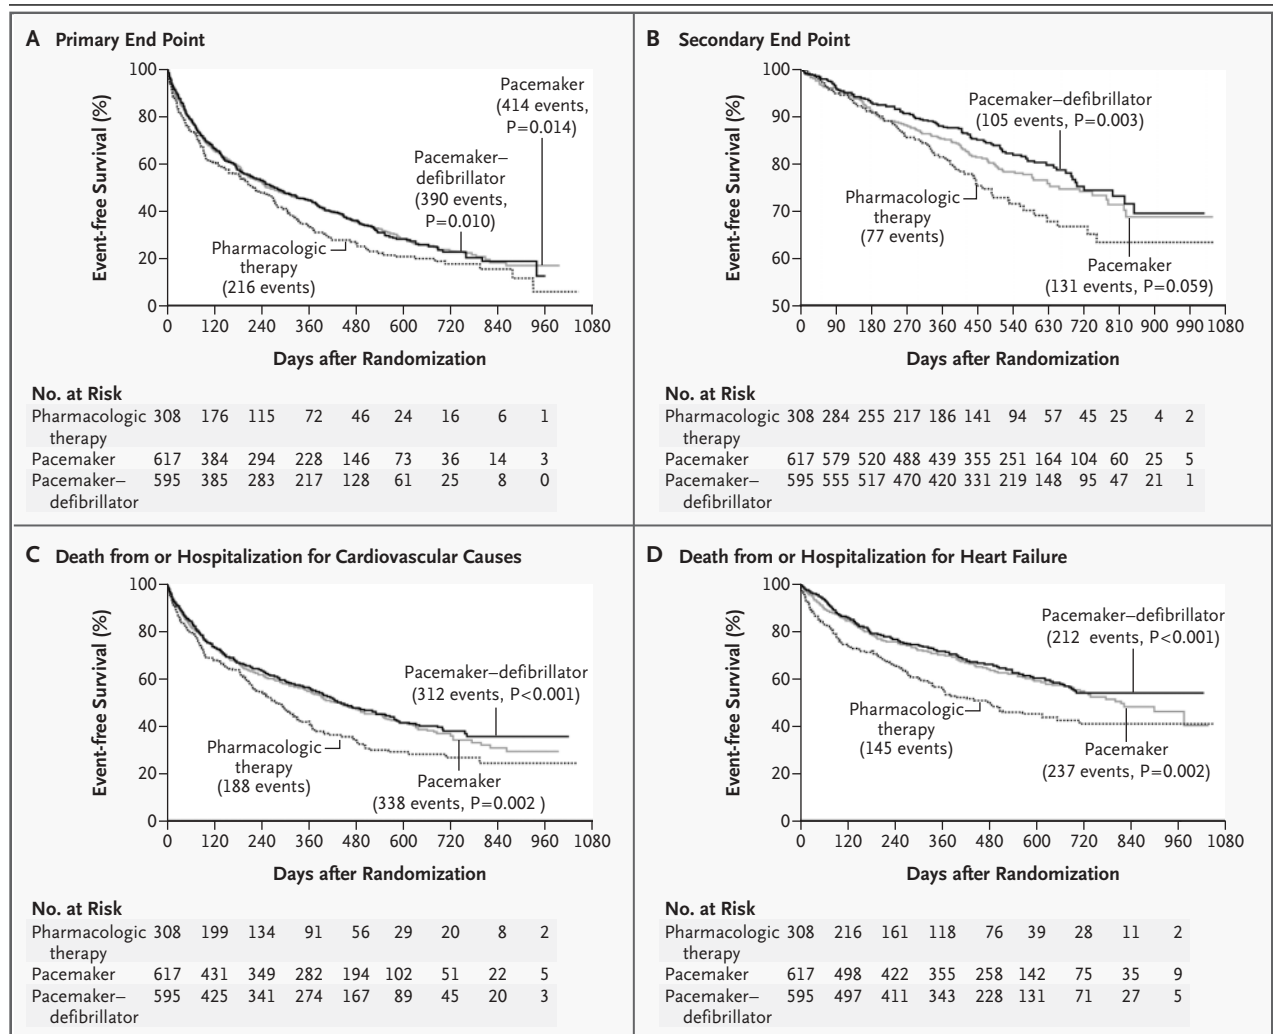 A Primary End Point
Event-free Survival (%)
100
80
60
40
20
0
Pacemaker
(414 events,
P=0.014)
Pacemaker–
defibrillator
(390 events,
P=0.010)
Pharmacologic
therapy
(216 events)
0 120 240 360 480 600 720 840 960 1080
Days after Randomization
No. at Risk
Pharmacologic 308 176 115 72 46 24 16 6 1
therapy
Pacemaker 617 384 294 228 146 73 36 14 3
Pacemaker– 595 385 283 217 128 61 25 8 0
defibrillator
B Secondary End Point
Event-free Survival (%)
100
90
80
70
60
50
Pacemaker–defibrillator
(105 events, P=0.003)
Pharmacologic
therapy
(77 events)
Pacemaker
(131 events, P=0.059)
0 90 180 270 360 450 540 630 720 810 900 990 1080
Days after Randomization
No. at Risk
Pharmacologic 308 284 255 217 186 141 94 57 45 25 4 2
therapy
Pacemaker 617 579 520 488 439 355 251 164 104 60 25 5
Pacemaker– 595 555 517 470 420 331 219 148 95 47 21 1
defibrillator
C Death from or Hospitalization for Cardiovascular Causes
Event-free Survival (%)
100
80
60
40
20
0
Pacemaker–defibrillator
(312 events, P<0.001)
Pharmacologic
therapy
(188 events)
Pacemaker
(338 events, P=0.002 )
0 120 240 360 480 600 720 840 960 1080
Days after Randomization
No. at Risk
Pharmacologic 308 199 134 91 56 29 20 8 2
therapy
Pacemaker 617 431 349 282 194 102 51 22 5
Pacemaker– 595 425 341 274 167 89 45 20 3
defibrillator
D Death from or Hospitalization for Heart Failure
Event-free Survival (%)
100
80
60
40
20
0
Pacemaker–defibrillator
(212 events, P<0.001)
Pharmacologic
therapy
(145 events)
Pacemaker
(237 events, P=0.002)
0 120 240 360 480 600 720 840 960 1080
Days after Randomization
No. at Risk
Pharmacologic 308 216 161 118 76 39 28 11 2
therapy
Pacemaker 617 498 422 355 258 142 75 35 9
Pacemaker– 595 497 411 343 228 131 71 27 5
defibrillator